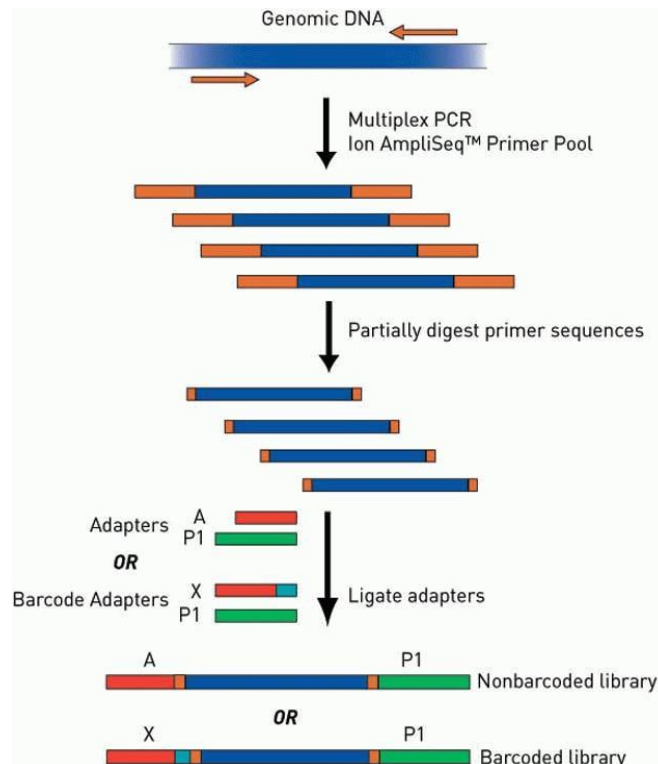 Genomic DNA
Multiplex PCR
Ion AmpliSeq™ Primer Pool
Partially digest primer sequences
Adapters
A
P1
OR
Barcode Adapters
X
P1
Ligate adapters
A
P1
Nonbarcoded library
OR
X
P1
Barcoded library